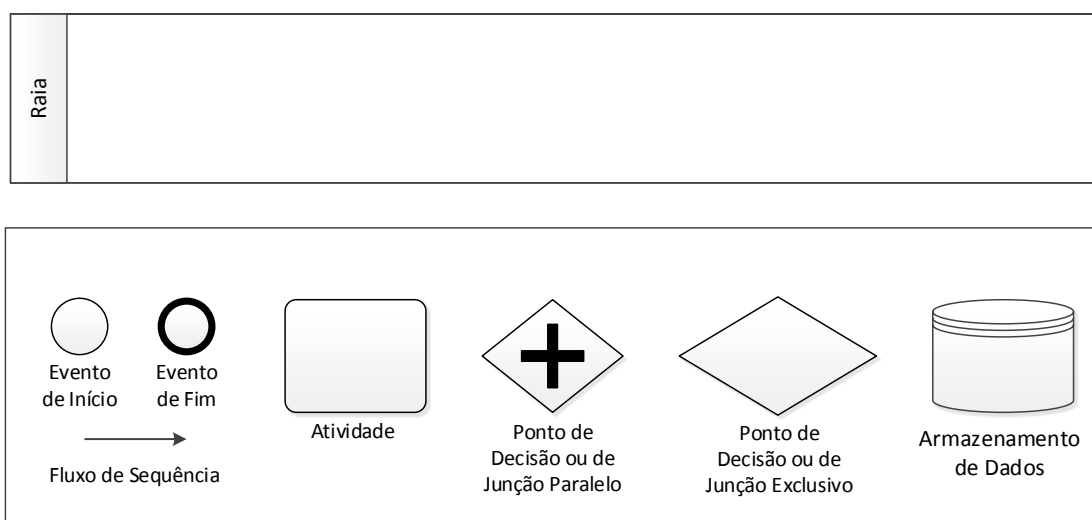 Raia
Evento
de Início
Evento
de Fim
Fluxo de Sequência
Atividade
Ponto de
Decisão ou de
Junção Paralelo
Ponto de
Decisão ou de
Junção Exclusivo
Armazenamento
de Dados